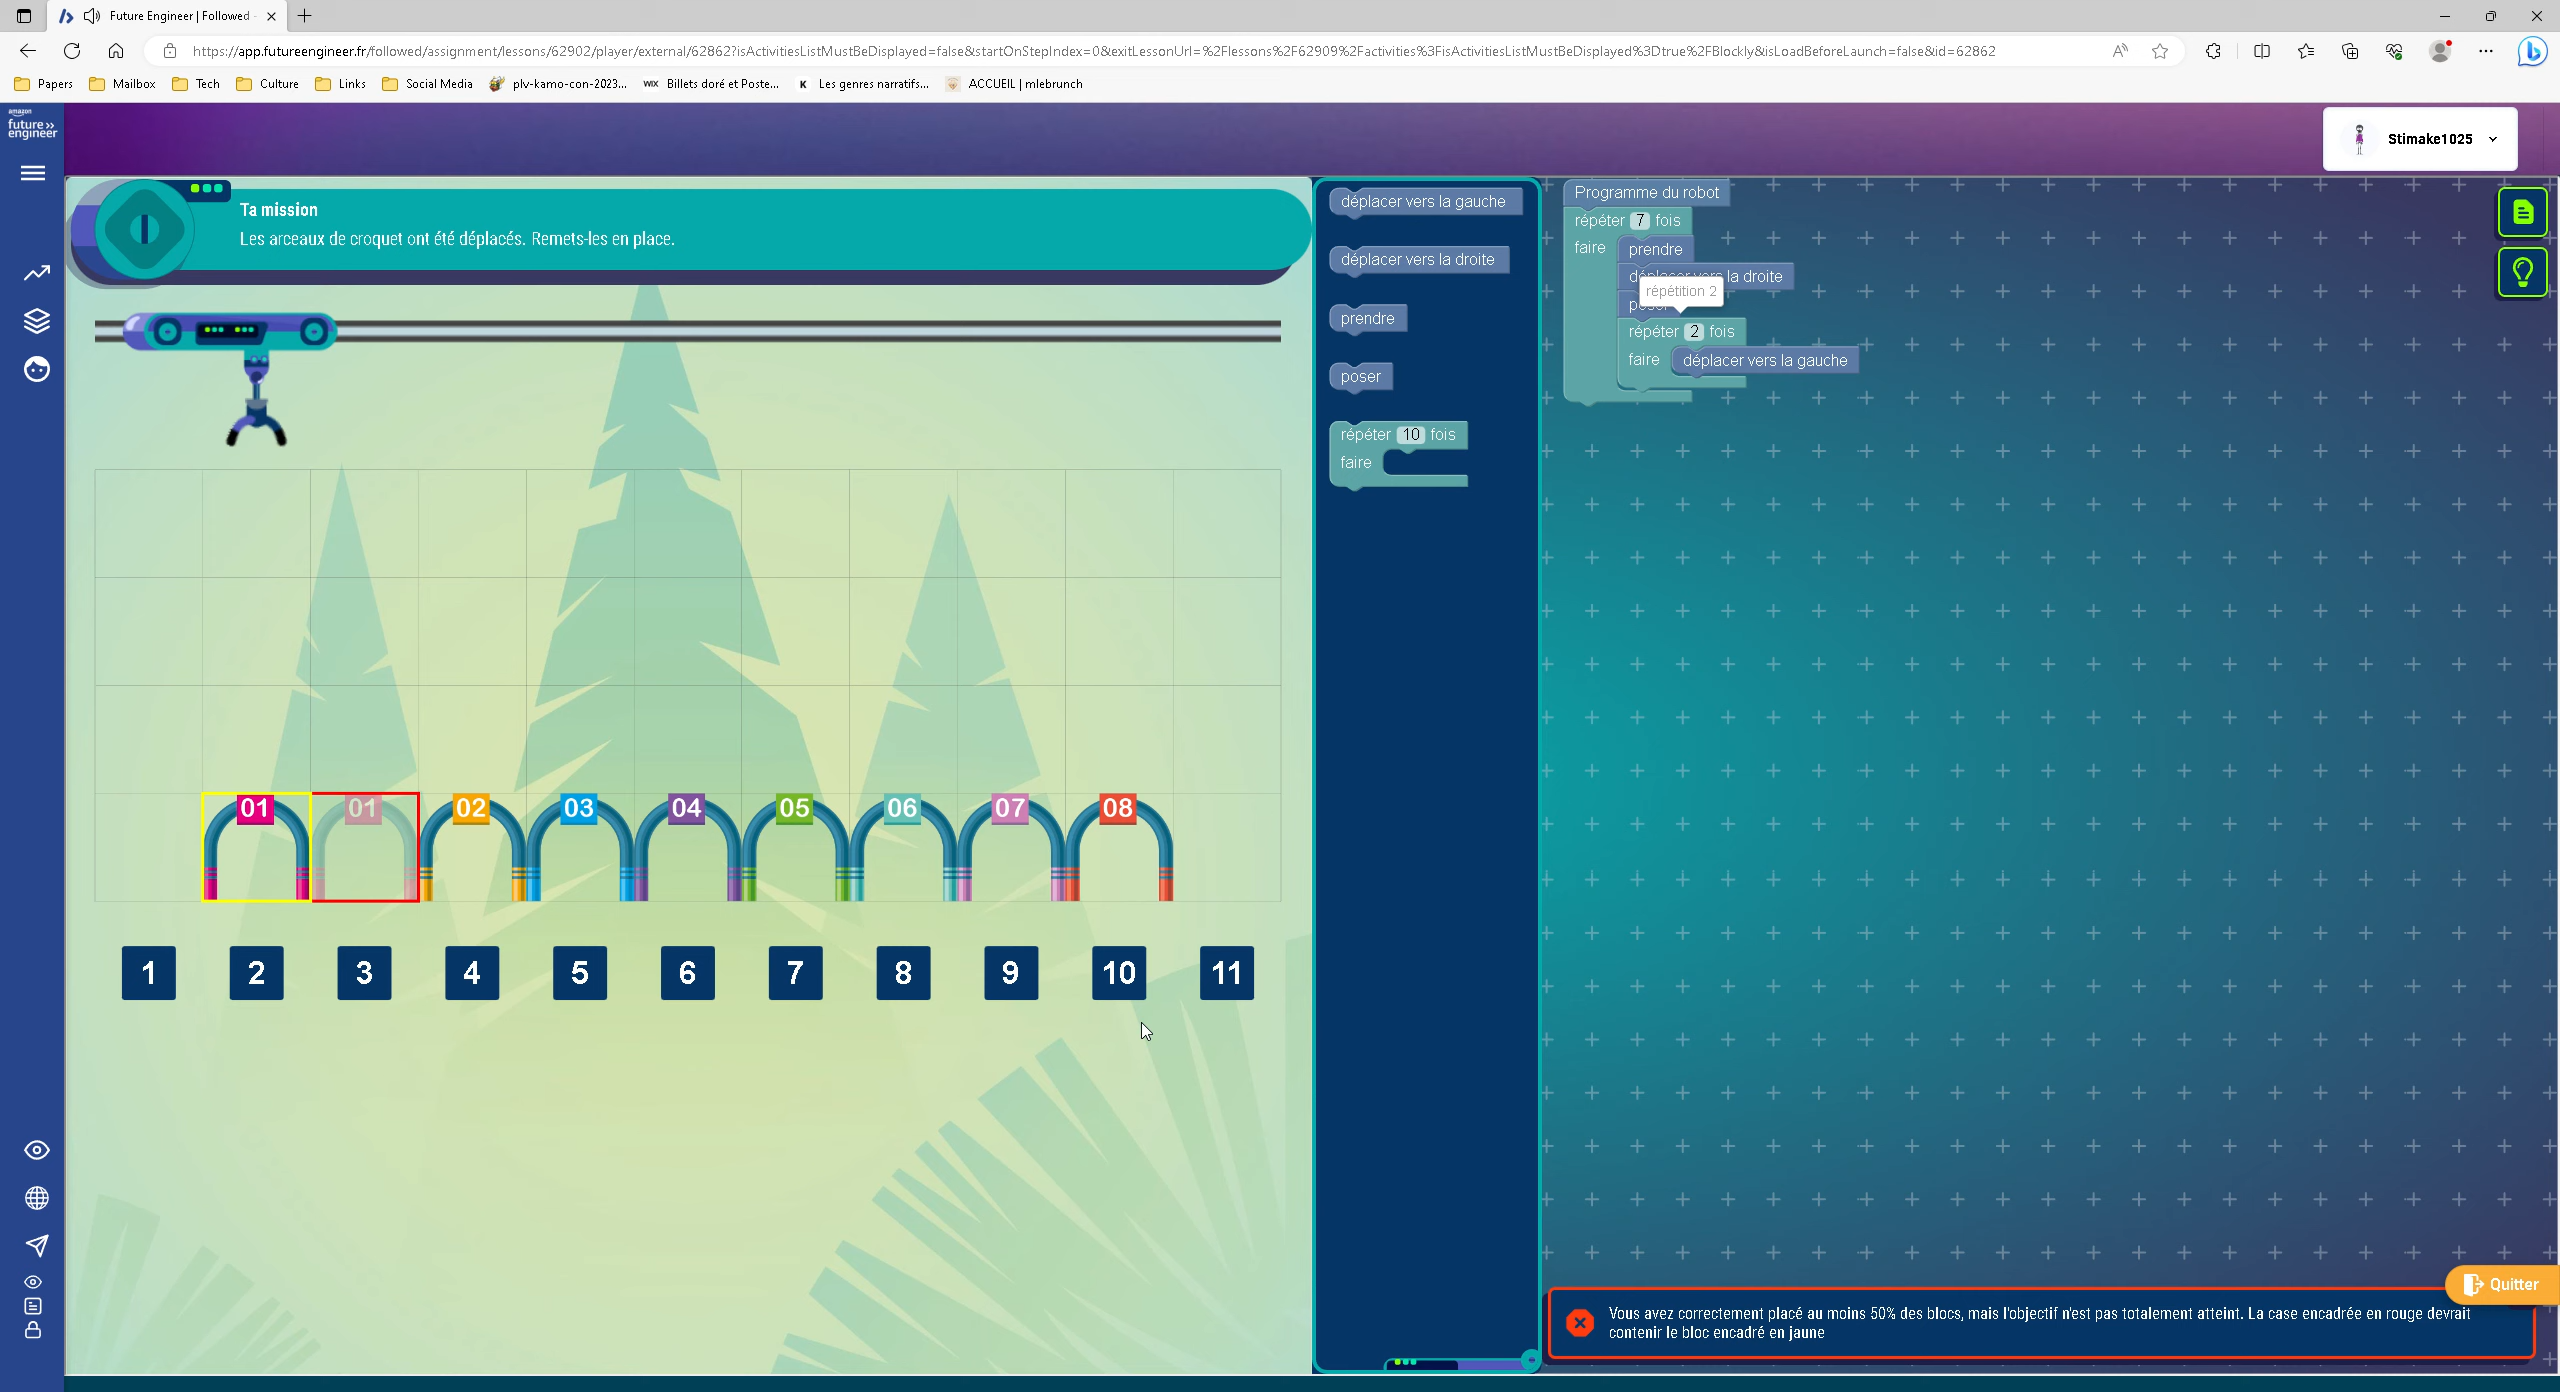 Future Engineer | Followed -
https://app.futureengineer.fr/followed/assignment/lessons/62902/player/external/62862?isActivitiesListMustBeDisplayed=false&startOnStepIndex=0&exitLessonUrl=%2Flessons%2F62909%2Factivities%3FisActivitiesListMustBeDisplayed%3Dtrue%2FBlockly&isLoadBeforeLaunch=false&id=62862
Papers Mailbox Tech Culture Links Social Media plv-kamo-con-2023... WIX Billets doré et Poste... K Les genres narratifs... ACCUEIL | mlebrunch
amazon
future >>
engineer
Stimake1025
Ta mission
Les arceaux de croquet ont été déplacés. Remets-les en place.
déplacer vers la gauche
déplacer vers la droite
prendre
poser
répéter 10 fois
faire
Programme du robot
répéter 7 fois
faire prendre
déplacer vers la droite
répétition 2
poser
répéter 2 fois
faire déplacer vers la gauche
01 01 02 03 04 05 06 07 08
1 2 3 4 5 6 7 8 9 10 11
Quitter
Vous avez correctement placé au moins 50% des blocs, mais l'objectif n'est pas totalement atteint. La case encadrée en rouge devrait
contenir le bloc encadré en jaune